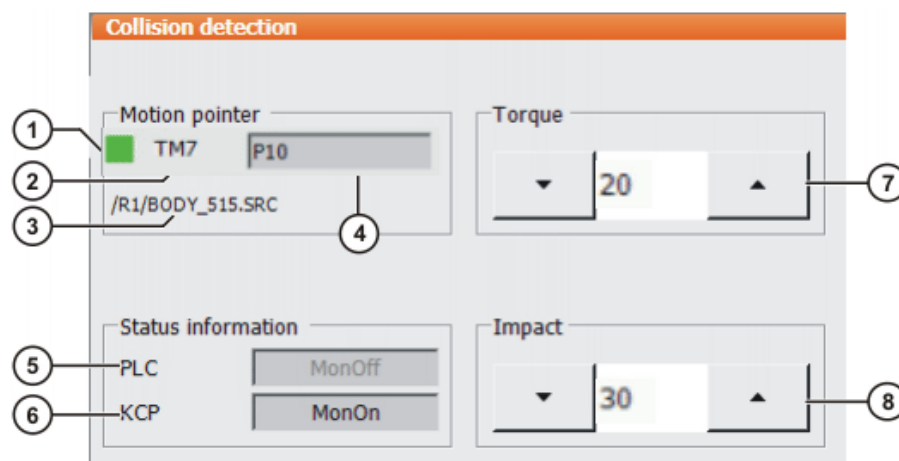 Collision detection
Motion pointer
1
TM7
P10
2
/R1/BODY_515.SRC
3
4
Torque
20
7
Status information
5
PLC
MonOff
6
KCP
MonOn
Impact
30
8